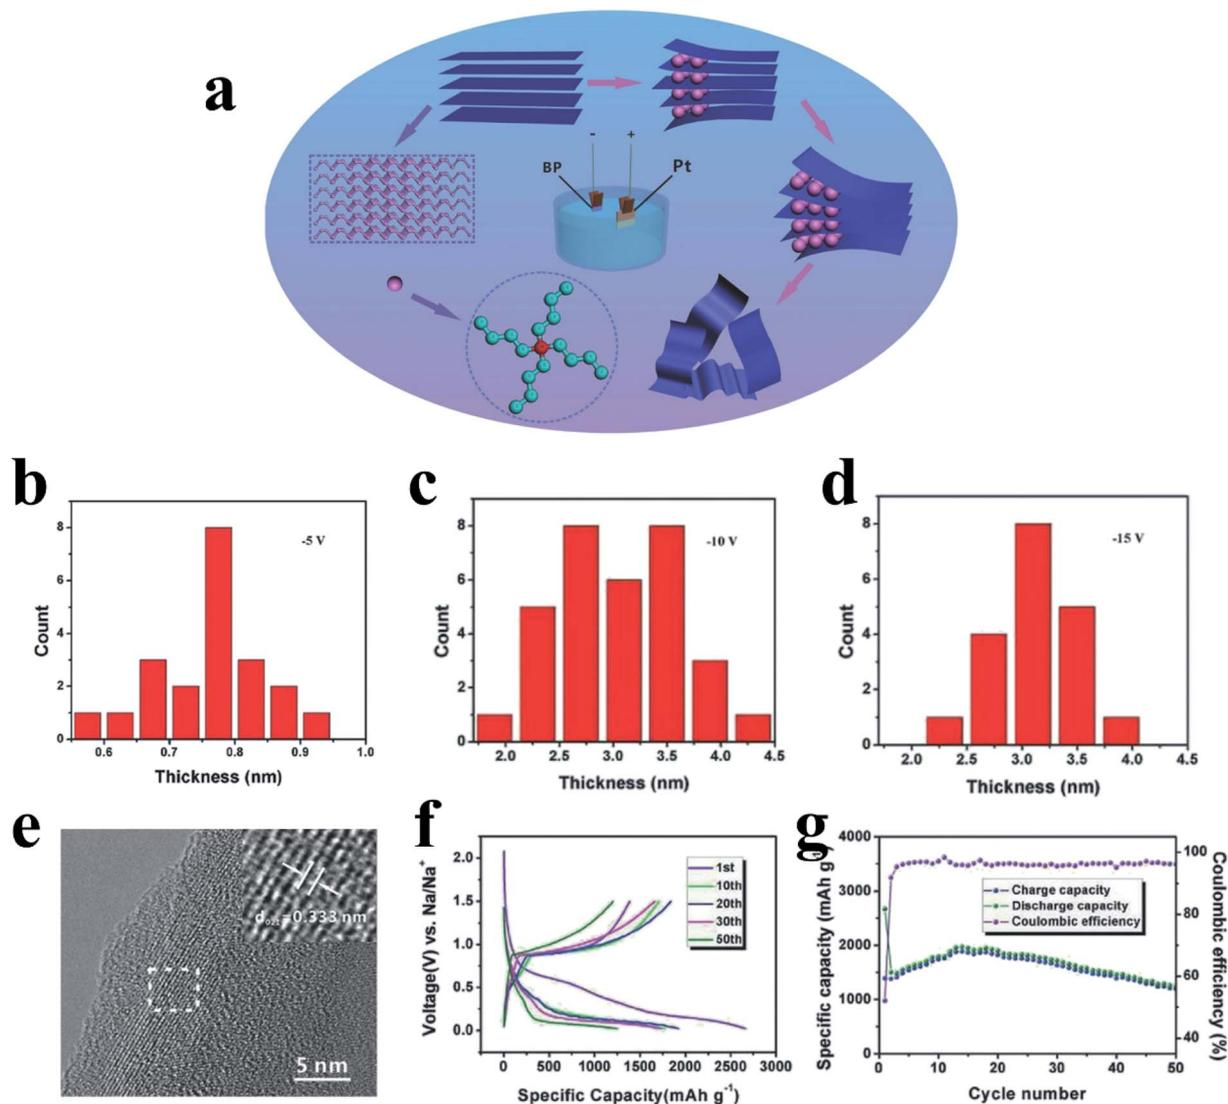 a
- +
BP Pt
b
-5 V
8
6
4
2
0
Count
0.6 0.7 0.8 0.9 1.0
Thickness (nm)
c
-10 V
8
6
4
2
0
Count
2.0 2.5 3.0 3.5 4.0 4.5
Thickness (nm)
d
-15 V
8
6
4
2
0
Count
2.0 2.5 3.0 3.5 4.0 4.5
Thickness (nm)
e
=0.333 nm
5 nm
f
Voltage(V) vs. Na/Na+
2.0
1.5
1.0
0.5
0.0
1st
10th
20th
30th
50th
0 500 1000 1500 2000 2500 3000
Specific Capacity(mAh g-1)
g
Specific capacity (mAh g-1)
4000
3000
3000
2000
1000
0
Charge capacity
Discharge capacity
Coulombic efficiency
100
80
60
40
Coulombic efficiency (%)
0 10 20 30 40 50
Cycle number